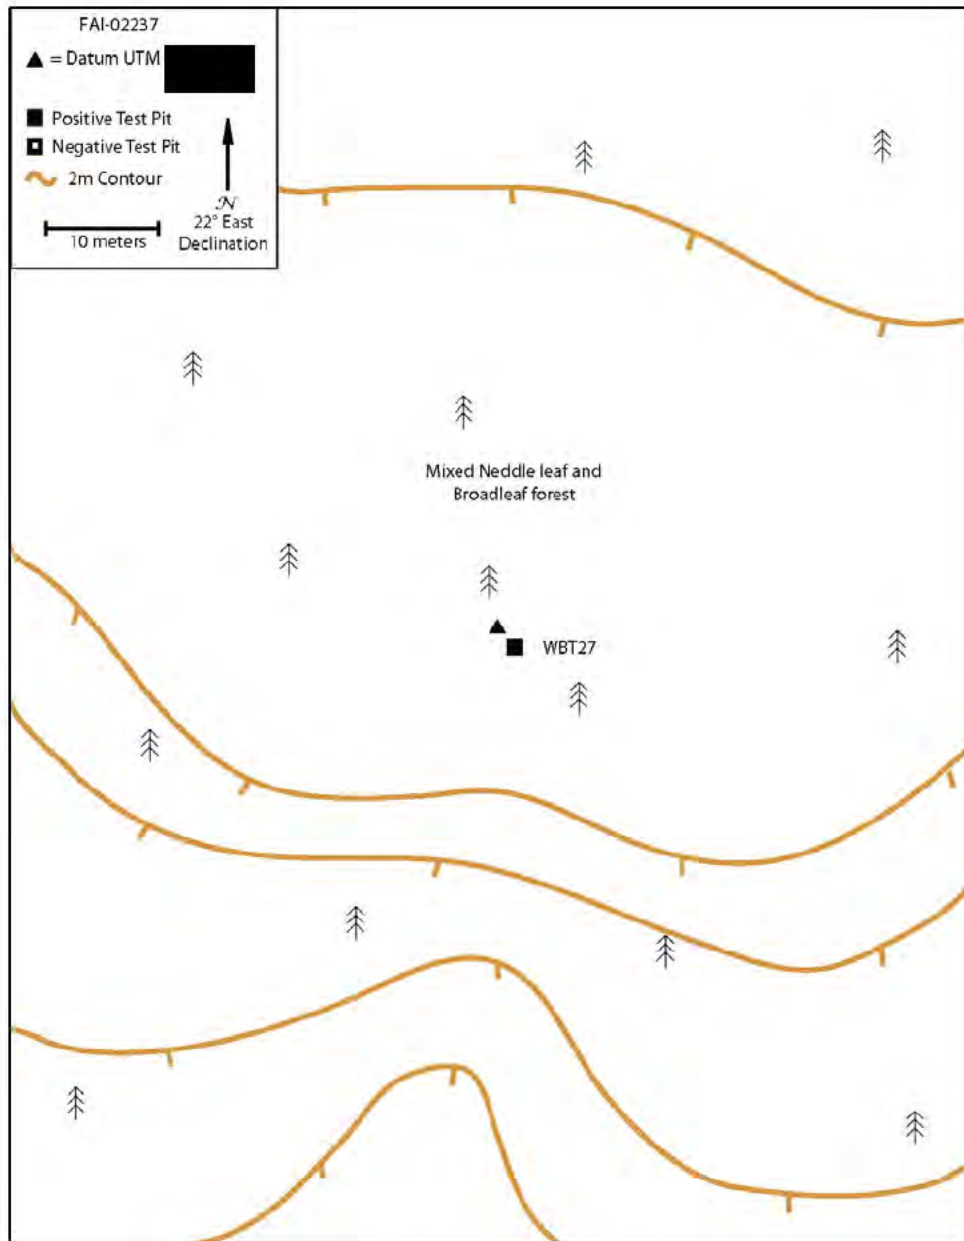 FAI-02237
= Datum UTM
Positive Test Pit
Negative Test Pit
2m Contour
10 meters
N
22° East
Declination
Mixed Neddle leaf and
Broadleaf forest
WBT27